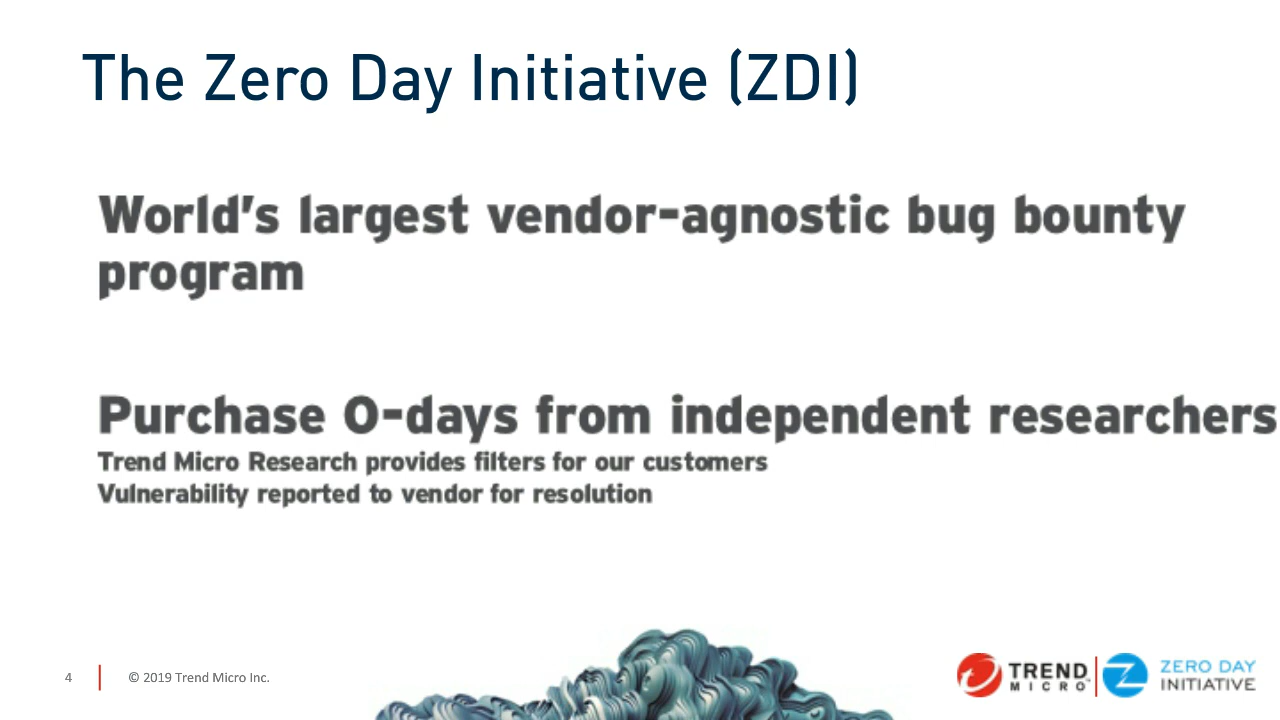 The Zero Day Initiative (ZDI)
World's largest vendor-agnostic bug bounty
program
Purchase 0-days from independent researchers
Trend Micro Research provides filters for our customers
Vulnerability reported to vendor for resolution
4
© 2019 Trend Micro Inc.
TREND
MICRO™
ZERO DAY
INITIATIVE